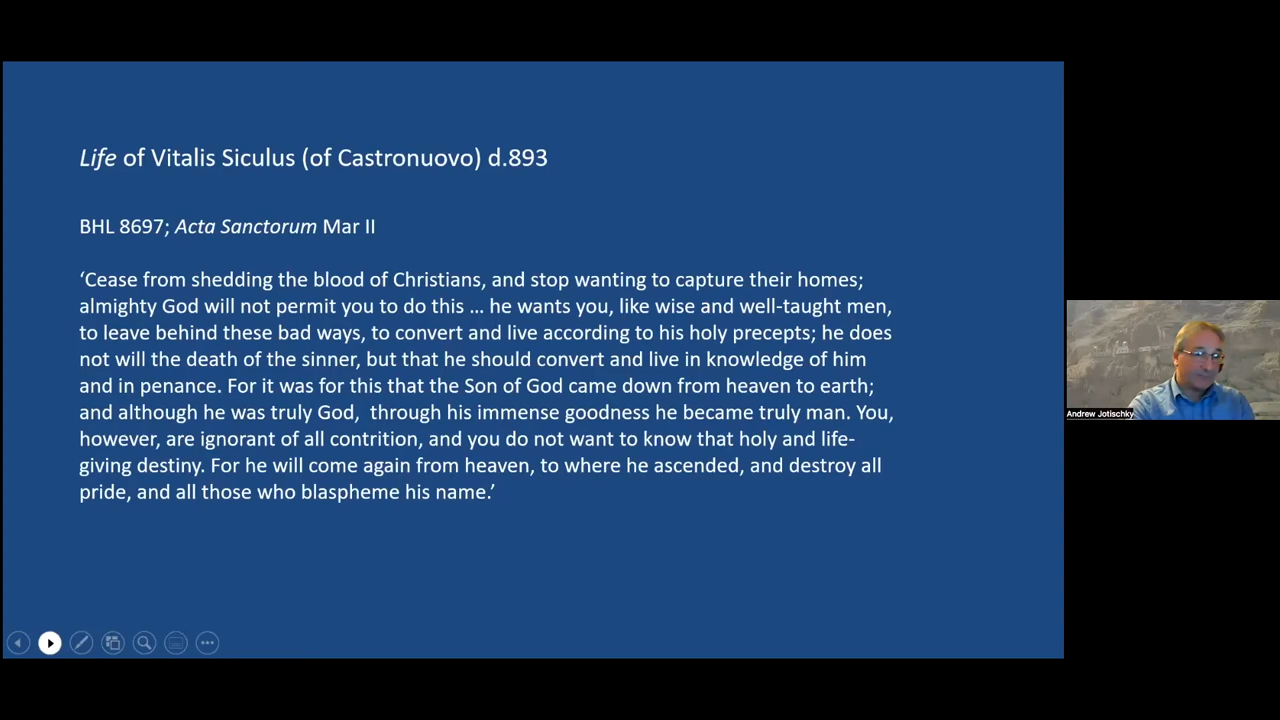 Life of Vitalis Siculus (of Castronuovo) d.893
BHL 8697; Acta Sanctorum Mar II
‘Cease from shedding the blood of Christians, and stop wanting to capture their homes;
almighty God will not permit you to do this ... he wants you, like wise and well-taught men,
to leave behind these bad ways, to convert and live according to his holy precepts; he does
not will the death of the sinner, but that he should convert and live in knowledge of him
and in penance. For it was for this that the Son of God came down from heaven to earth;
and although he was truly God,  through his immense goodness he became truly man. You,
however, are ignorant of all contrition, and you do not want to know that holy and life-
giving destiny. For he will come again from heaven, to where he ascended, and destroy all
pride, and all those who blaspheme his name.’
Andrew Jotischky